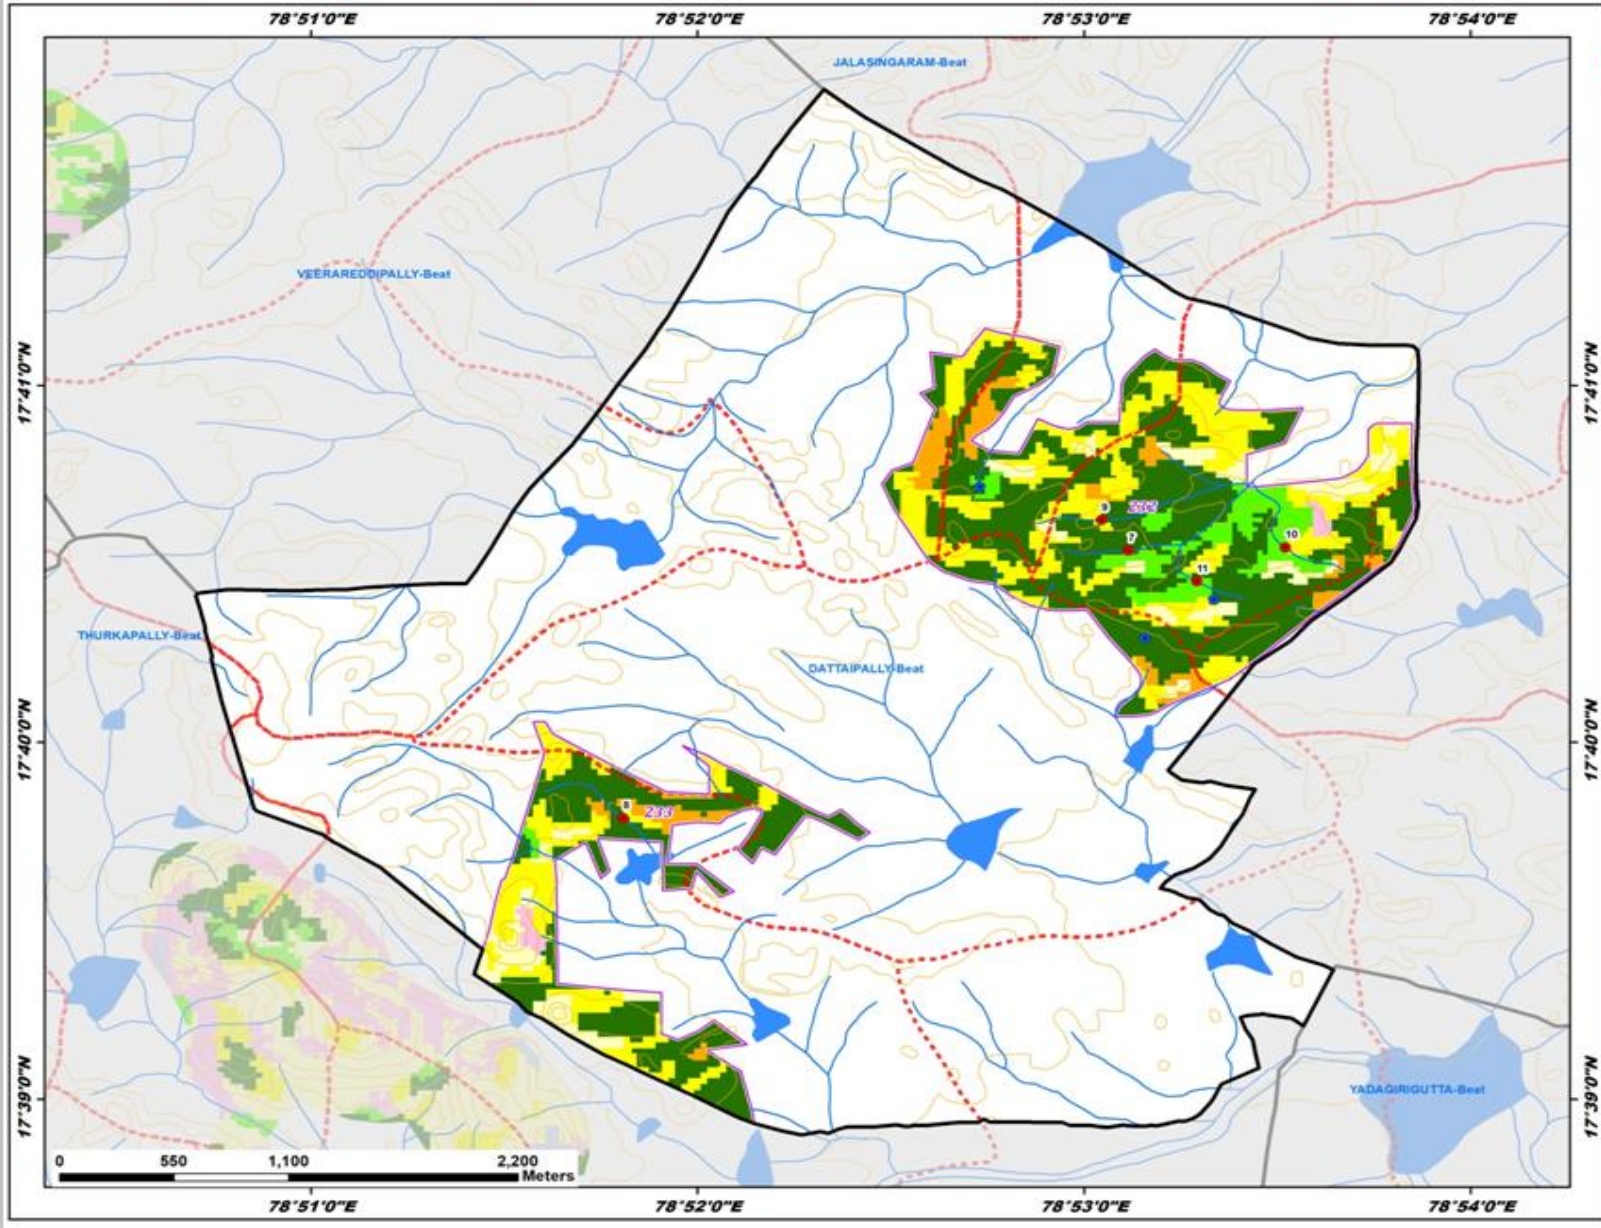 78°51'0"E 78°52'0"E 78°53'0"E 78°54'0"E
JALASINGARAM-Beat
VEERAREDDIPALLY-Beat
17°41'0"N 17°41'0"N
9 232
7 10
11
THURKAPALLY-Beat
DATTAIPALLY-Beat
17°40'0"N 17°40'0"N
8 233
YADAGIRIGUTTA-Beat
17°39'0"N 17°39'0"N
0 550 1,100 2,200
Meters
78°51'0"E 78°52'0"E 78°53'0"E 78°54'0"E